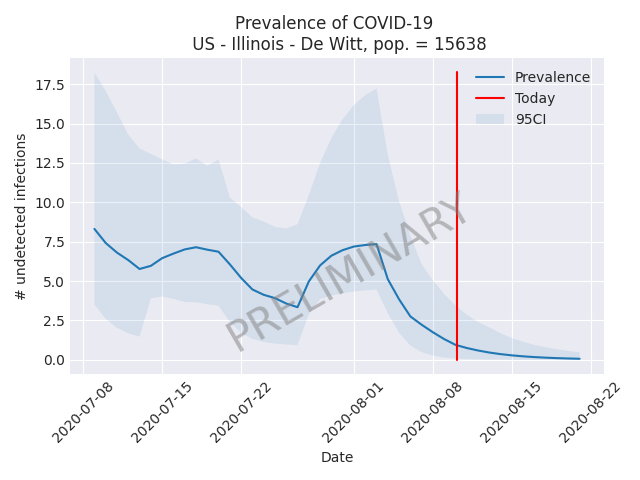 Prevalence of COVID-19
US - Illinois - De Witt, pop. = 15638
# undetected infections
17.5
15.0
12.5
10.0
7.5
5.0
2.5
0.0
Prevalence
Today
95CI
PRELIMINARY
2020-07-08
2020-07-15
2020-07-22
2020-08-01
2020-08-08
2020-08-15
2020-08-22
Date